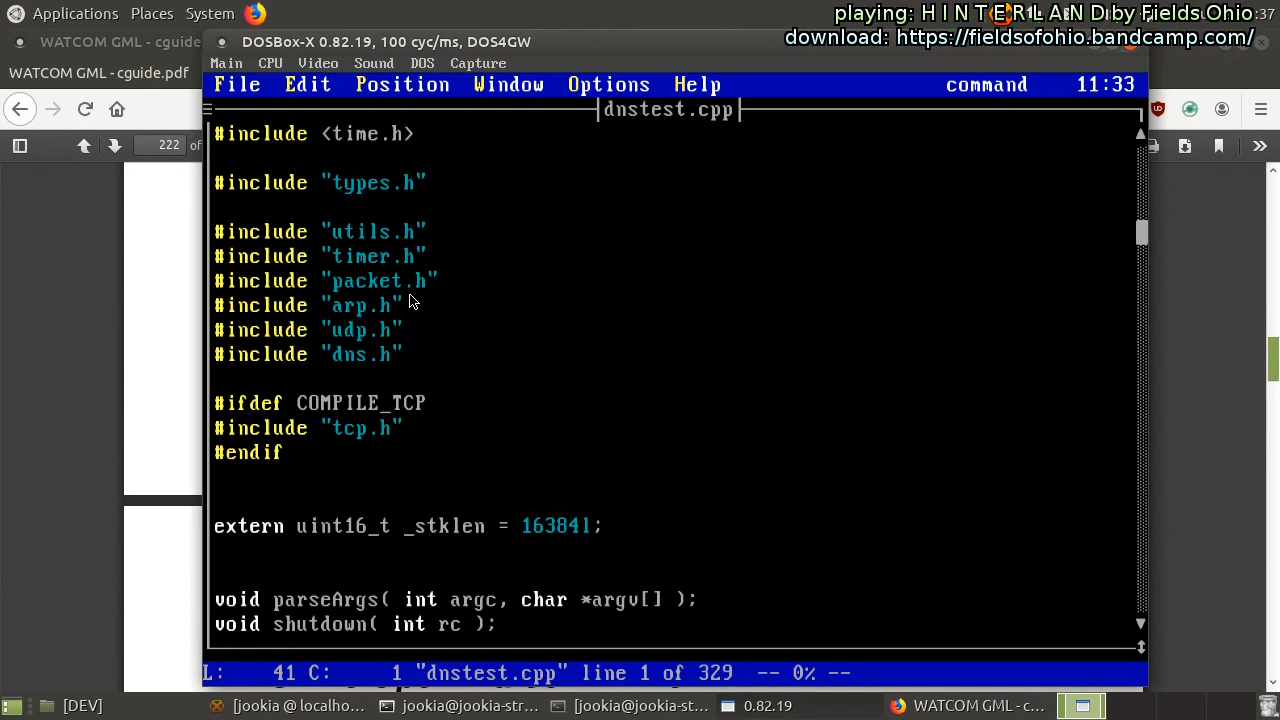 Applications Places System
playing: H I N T E R L A N D by Fields Ohio
:37
download: https://fieldsofohio.bandcamp.com/
WATCOM GML - cguide
WATCOM GML - cguide.pdf
222 of
DOSBox-X 0.82.19, 100 cyc/ms, DOS4GW
Main CPU Video Sound DOS Capture
File Edit Position Window Options Help command 11:33
dnstest.cpp
#include <time.h>
#include "types.h"
#include "utils.h"
#include "timer.h"
#include "packet.h"
#include "arp.h"
#include "udp.h"
#include "dns.h"
#ifdef COMPILE_TCP
#include "tcp.h"
#endif
extern uint16_t _stklen = 16384l;
void parseArgs( int argc, char *argv[] );
void shutdown( int rc );
L: 41 C: 1 "dnstest.cpp" line 1 of 329 -- 0% --
[DEV] [jookia @ localho... jookia@jookia-str... jookia@jookia-st... 0.82.19 WATCOM GML - c...